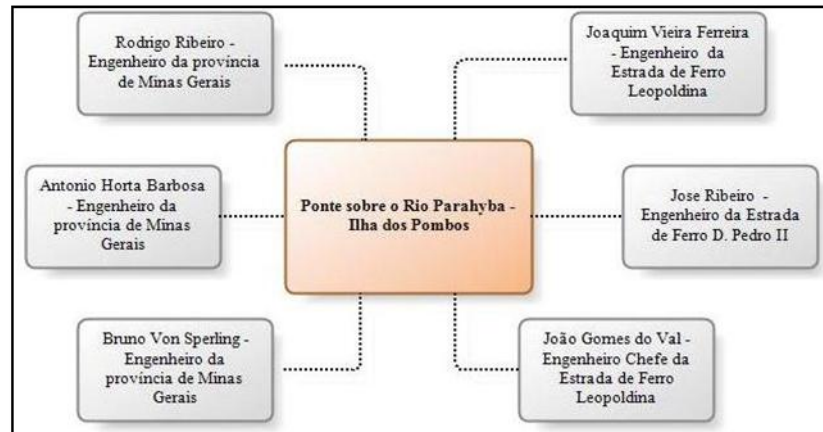 Rodrigo Ribeiro -
Engenheiro da província
de Minas Gerais
Joaquim Vieira Ferreira
- Engenheiro da
Estrada de Ferro
Leopoldina
Antonio Horta Barbosa
- Engenheiro da
província de Minas
Gerais
Ponte sobre o Rio Parahyba -
Ilha dos Pombos
Jose Ribeiro -
Engenheiro da Estrada
de Ferro D. Pedro II
Bruno Von Sperling -
Engenheiro da
província de Minas
Gerais
João Gomes do Val -
Engenheiro Chefe da
Estrada de Ferro
Leopoldina